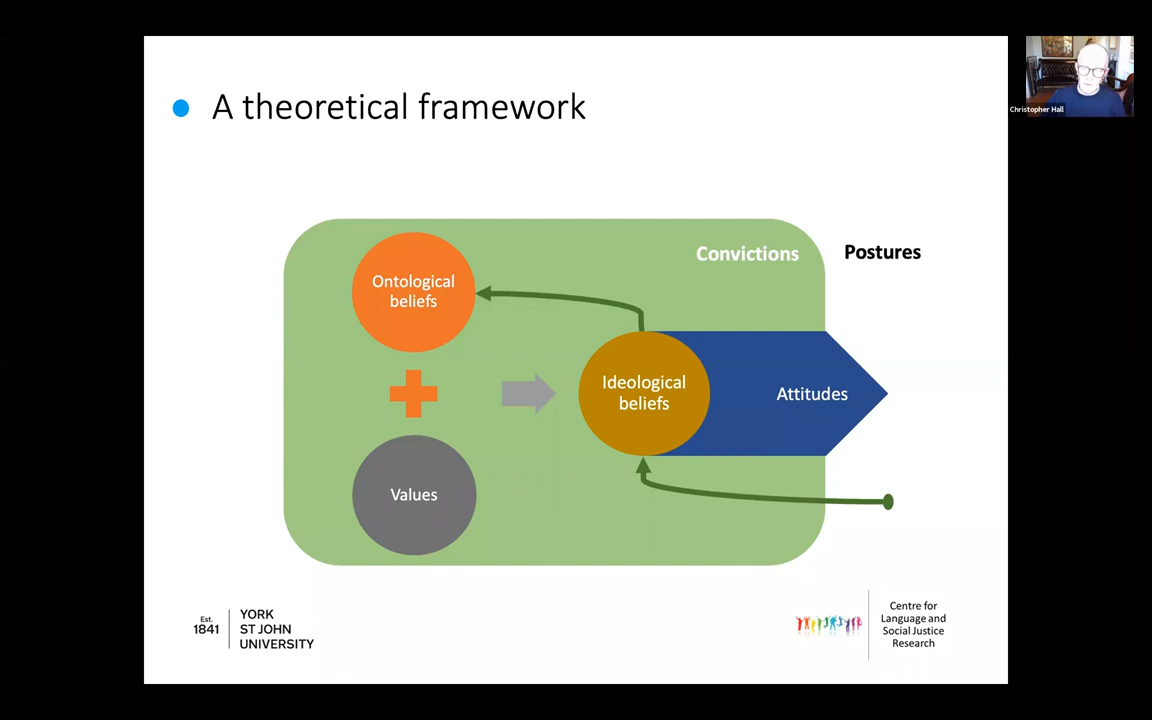 A theoretical framework
Christopher Hall
Convictions
Postures
Ontological
beliefs
Ideological
beliefs
Attitudes
Values
Est.
1841
YORK
ST JOHN
UNIVERSITY
Centre for
Language and
Social Justice
Research